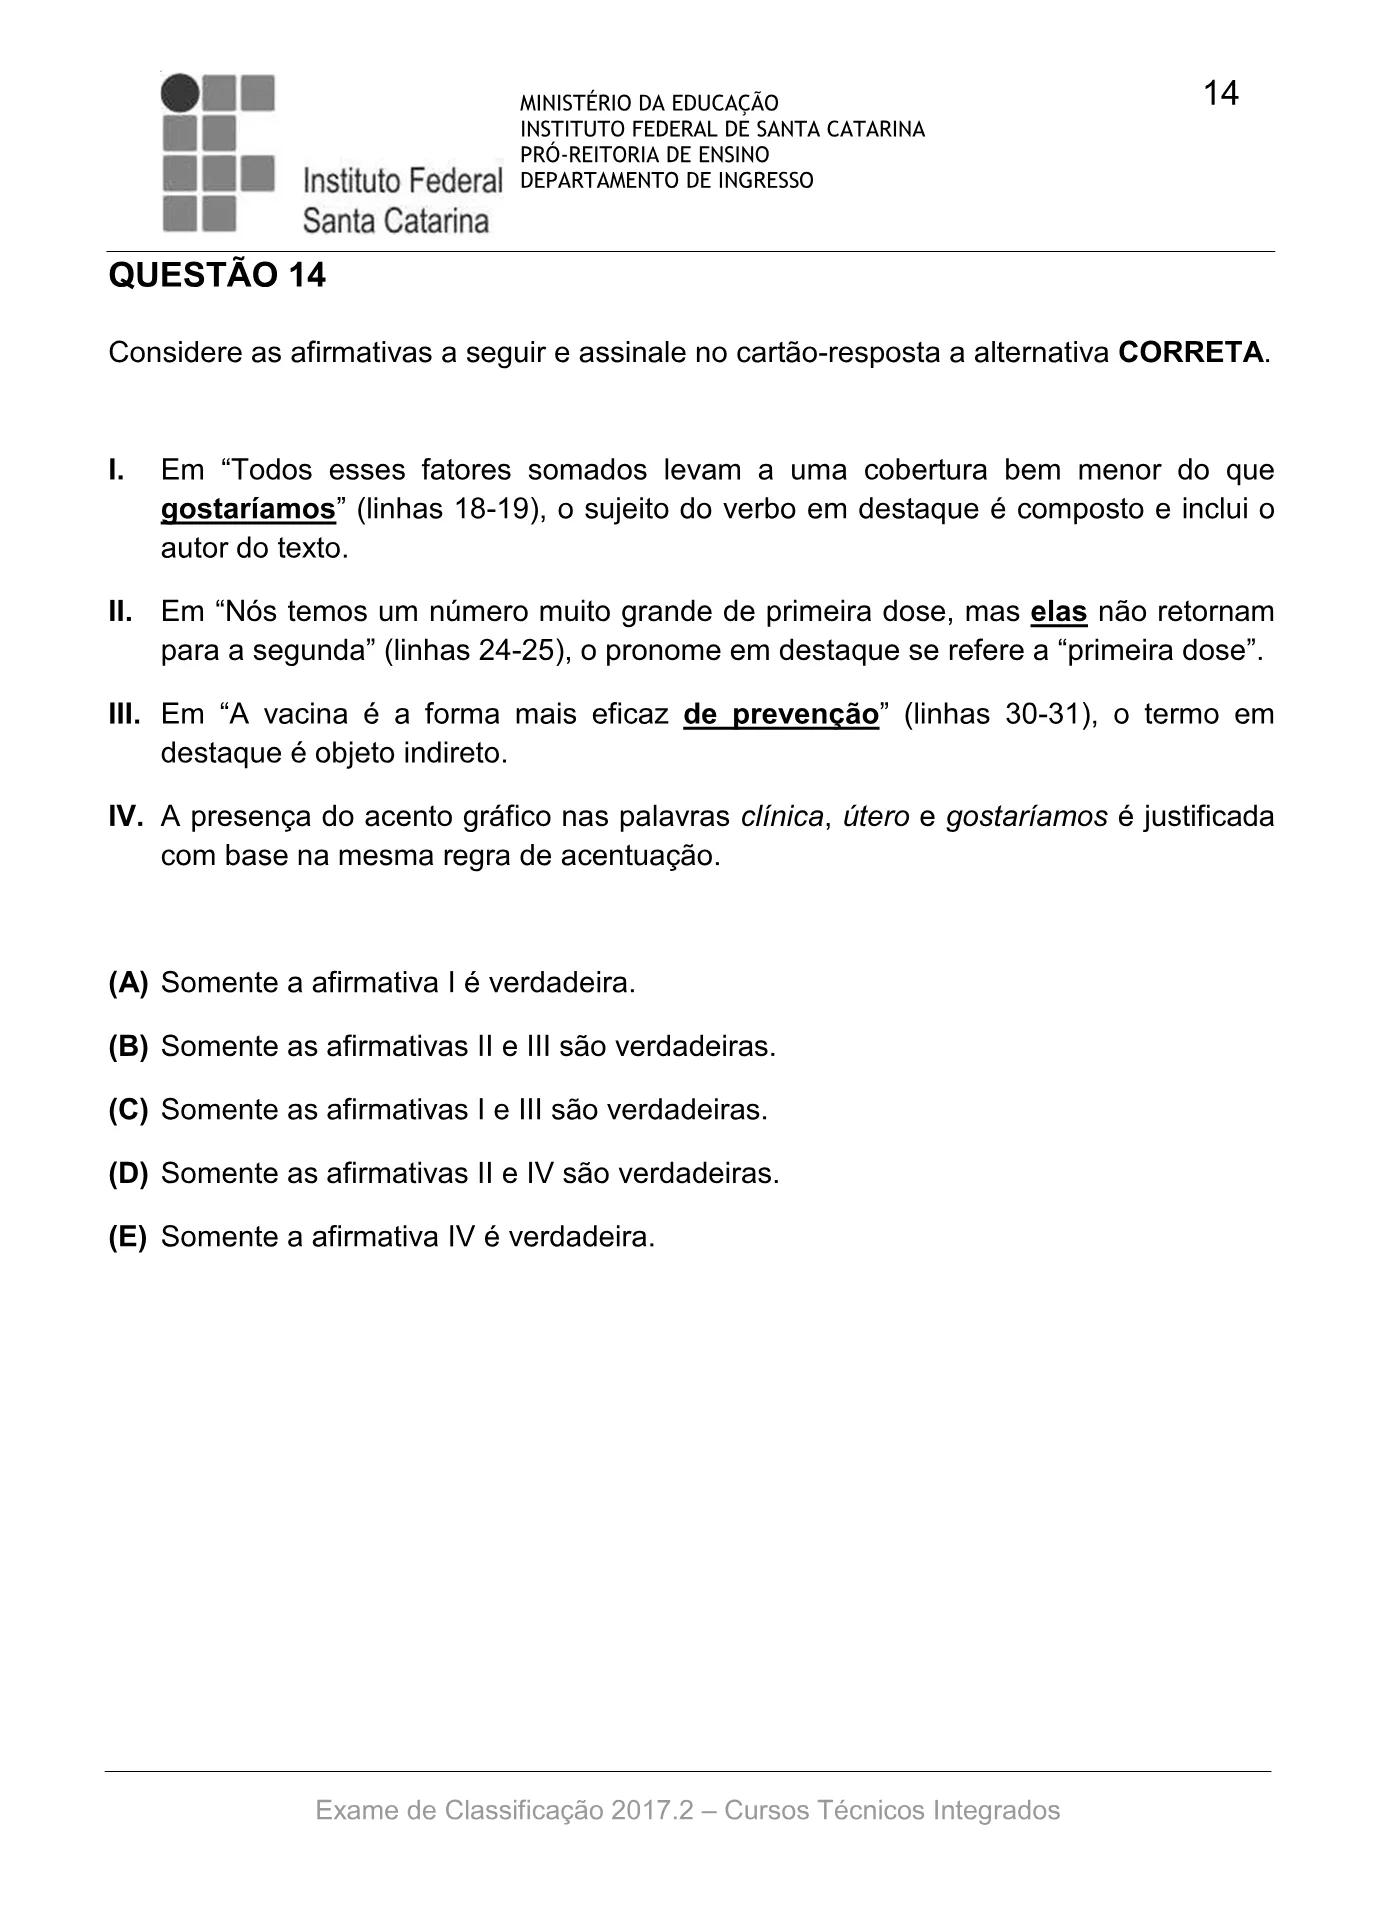 14
MINISTÉRIO DA EDUCAÇÃO
INSTITUTO FEDERAL DE SANTA CATARINA
PRÓ-REITORIA DE ENSINO
DEPARTAMENTO DE INGRESSO
Instituto Federal
Santa Catarina
QUESTÃO 14
Considere as afirmativas a seguir e assinale no cartão-resposta a alternativa CORRETA.
I. Em “Todos esses fatores somados levam a uma cobertura bem menor do que
gostaríamos” (linhas 18-19), o sujeito do verbo em destaque é composto e inclui o
autor do texto.
II. Em “Nós temos um número muito grande de primeira dose, mas elas não retornam
para a segunda” (linhas 24-25), o pronome em destaque se refere a “primeira dose”.
III. Em “A vacina é a forma mais eficaz de prevenção” (linhas 30-31), o termo em
destaque é objeto indireto.
IV. A presença do acento gráfico nas palavras clínica, útero e gostaríamos é justificada
com base na mesma regra de acentuação.
(A) Somente a afirmativa I é verdadeira.
(B) Somente as afirmativas II e III são verdadeiras.
(C) Somente as afirmativas I e III são verdadeiras.
(D) Somente as afirmativas II e IV são verdadeiras.
(E) Somente a afirmativa IV é verdadeira.
Exame de Classificação 2017.2 – Cursos Técnicos Integrados